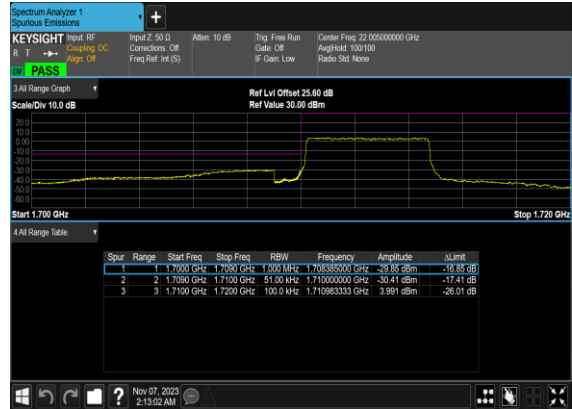 Spectrum Analyzer 1
Spurious Emissions
+
KEYSIGHT Input: RF
R T Coupling: DC
Align: Off
Input Z: 50 Ω
Corrections: Off
Freq Ref: Int (S)
Atten: 10 dB
Trig: Free Run
Gate: Off
IF Gain: Low
Center Freq: 22.005000000 GHz
Avg|Hold: 100/100
Radio Std: None
PASS
3 All Range Graph
Scale/Div 10.0 dB
Ref Lvl Offset 25.60 dB
Ref Value 30.00 dBm
20.0
10.0
0.00
-10.0
-20.0
-30.0
-40.0
-50.0
-60.0
Start 1.700 GHz Stop 1.720 GHz
4 All Range Table
Spur Range Start Freq Stop Freq RBW Frequency Amplitude ΔLimit
1 1 1.7000 GHz 1.7090 GHz 1.000 MHz 1.708385000 GHz -29.85 dBm -16.85 dB
2 2 1.7090 GHz 1.7100 GHz 51.00 kHz 1.710000000 GHz -30.41 dBm -17.41 dB
3 3 1.7100 GHz 1.7200 GHz 100.0 kHz 1.710983333 GHz 3.991 dBm -26.01 dB
? Nov 07, 2023
2:13:02 AM